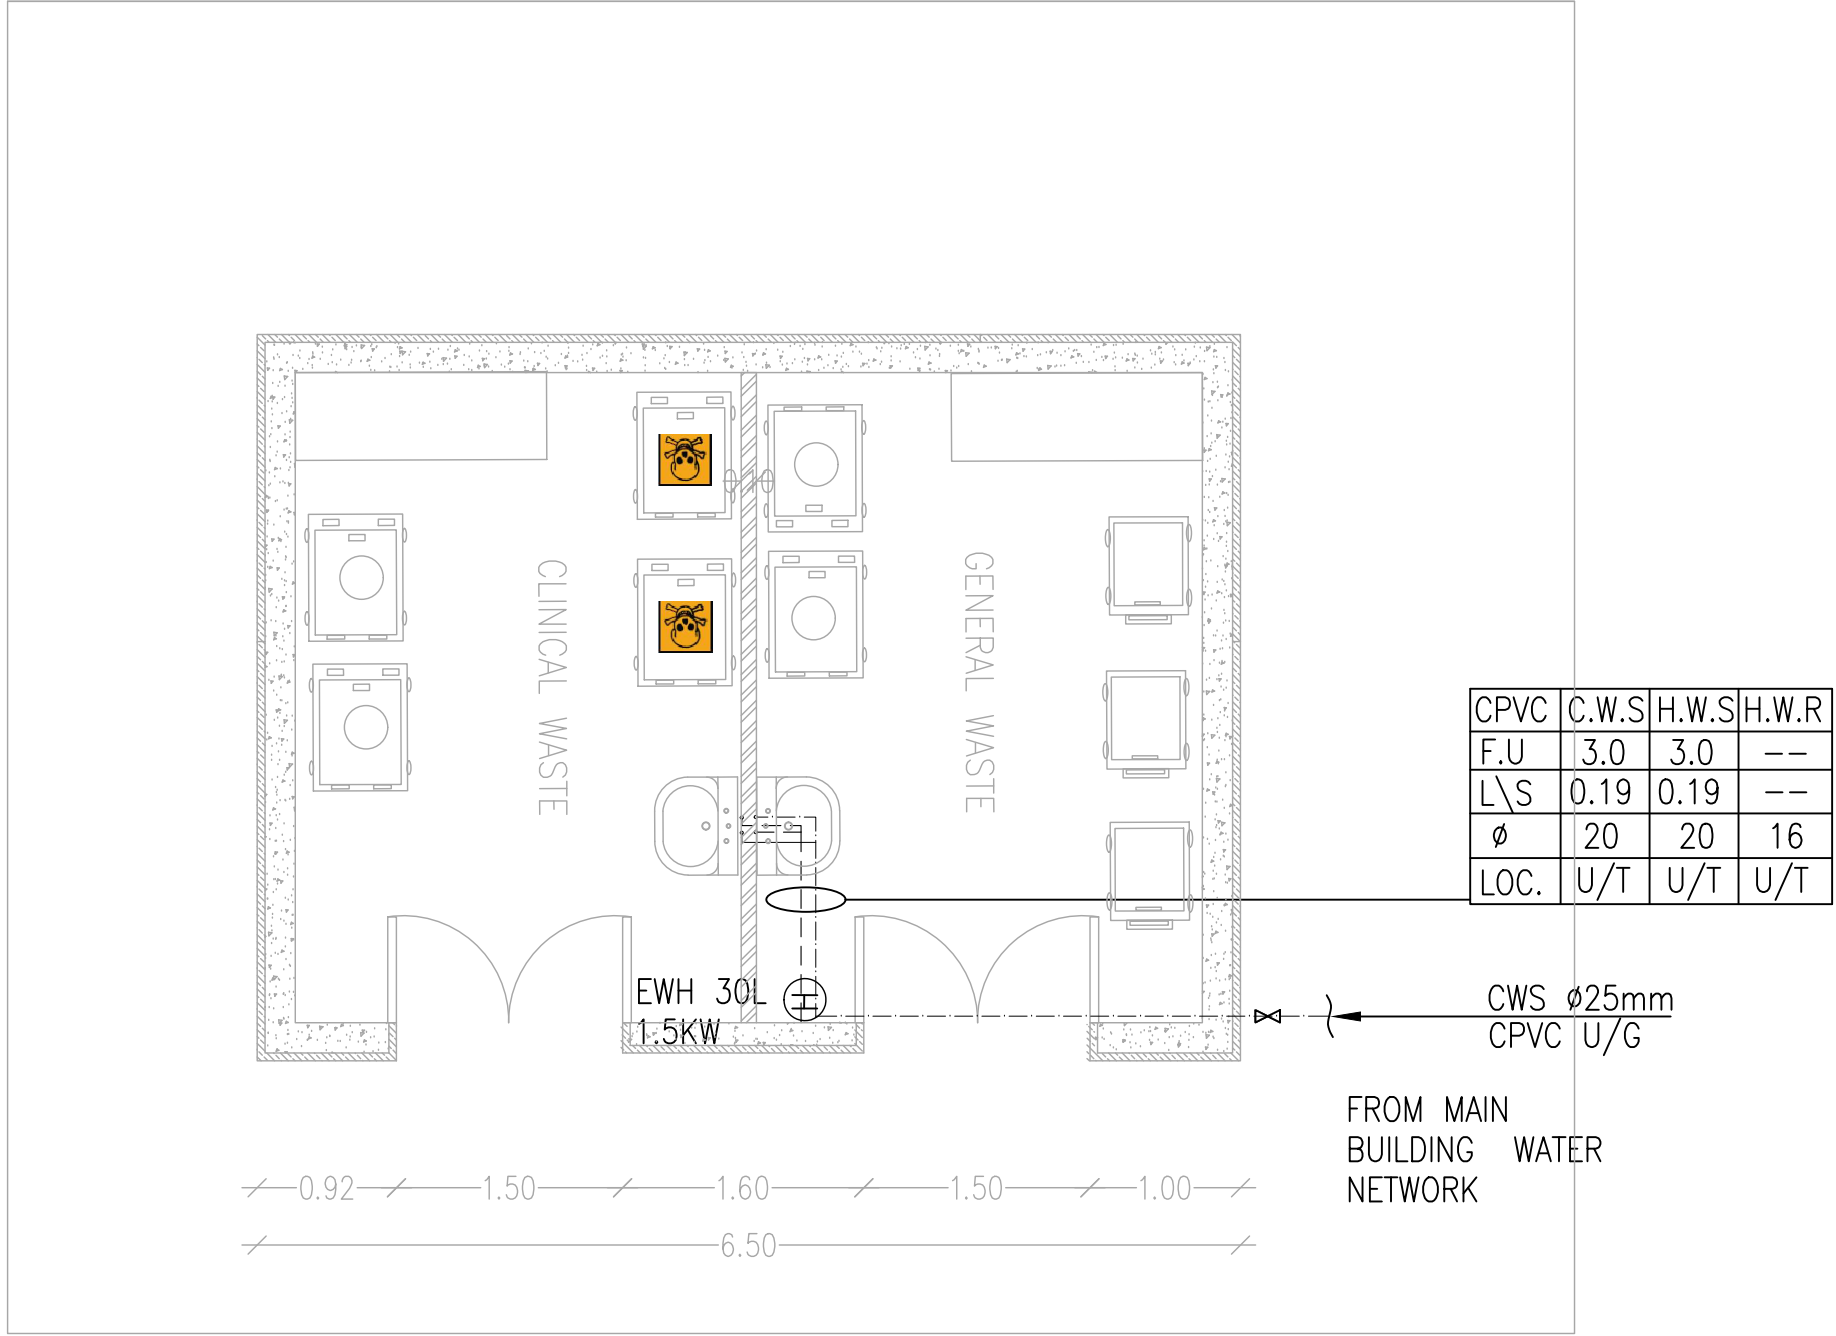 CLINICAL WASTE
GENERAL WASTE
CPVC C.W.S H.W.S H.W.R
F.U 3.0 3.0 --
L\S 0.19 0.19 --
ø 20 20 16
LOC. U/T U/T U/T
EWH 30L
1.5KW
H
CWS ø25mm
CPVC U/G
FROM MAIN
BUILDING WATER
NETWORK
0.92 1.50 1.60 1.50 1.00
6.50